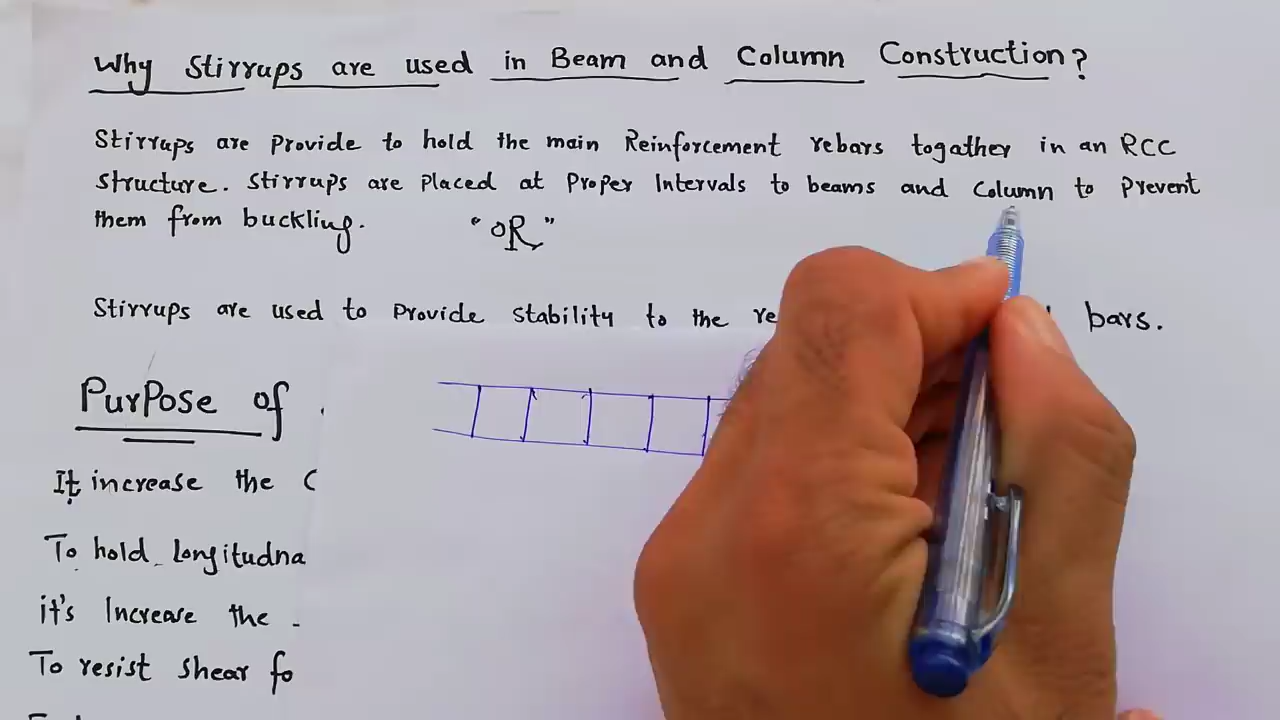 Why Stirrups are used in Beam and Column Construction?
Stirrups are Provide to hold the main Reinforcement rebars togather in an RCC
Structure. Stirrups are Placed at Proper Intervals to beams and Column to Prevent
them from buckling. "OR"
Stirrups are used to Provide Stability to the re bars.
Purpose of
It increase the C
To hold longitudna
it's Increase the
To resist shear fo